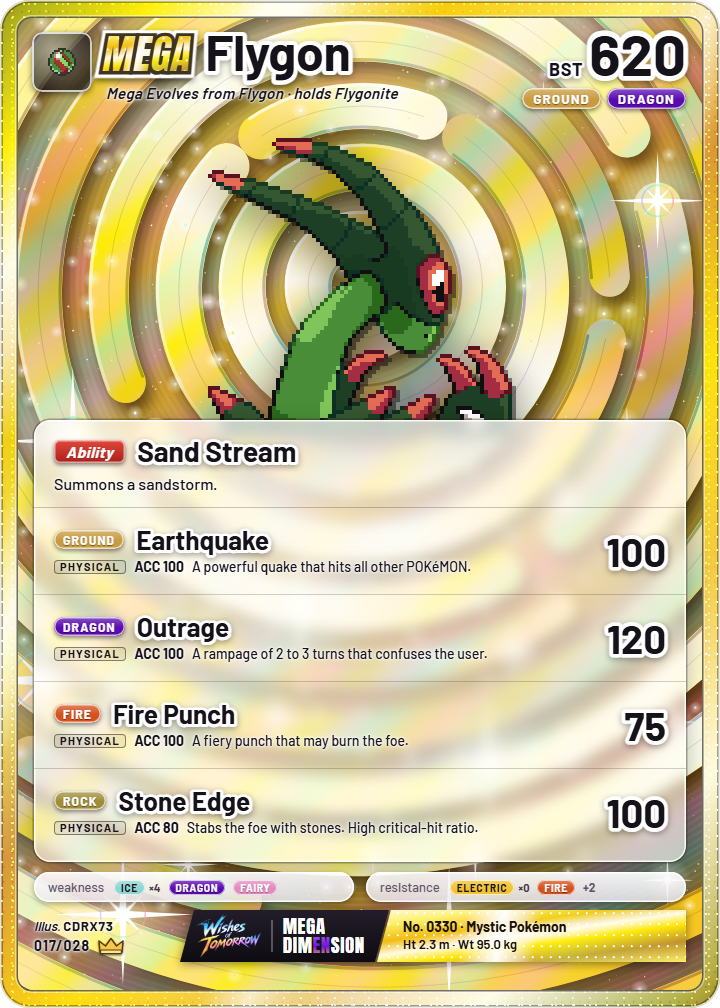 MEGA Flygon
BST 620
Mega Evolves from Flygon · holds Flygonite
GROUND DRAGON
Ability Sand Stream
Summons a sandstorm.
GROUND Earthquake
100
PHYSICAL ACC 100 A powerful quake that hits all other POKéMON.
DRAGON Outrage
120
PHYSICAL ACC 100 A rampage of 2 to 3 turns that confuses the user.
FIRE Fire Punch
75
PHYSICAL ACC 100 A fiery punch that may burn the foe.
ROCK Stone Edge
100
PHYSICAL ACC 80 Stabs the foe with stones. High critical-hit ratio.
weakness ICE ×4 DRAGON FAIRY
resistance ELECTRIC ×0 FIRE +2
Illus. CDRX73
017/028
Wishes of Tomorrow
MEGA DIMENSION
No. 0330 · Mystic Pokémon
Ht 2.3 m · Wt 95.0 kg